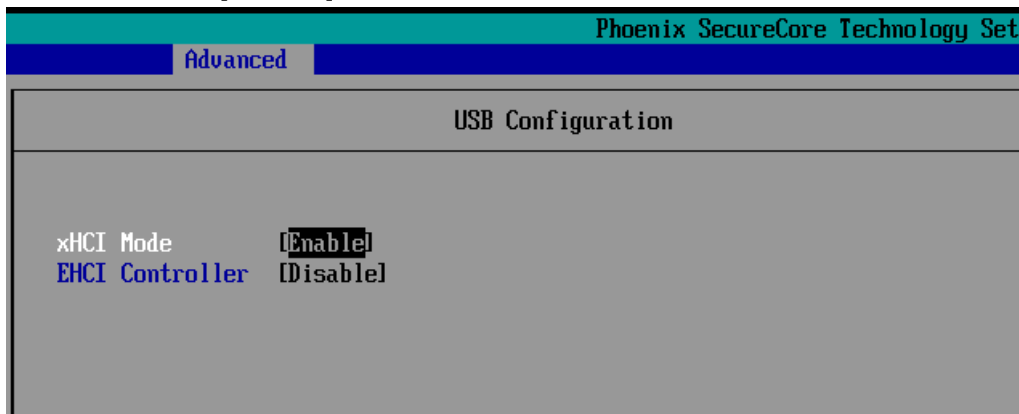 Phoenix SecureCore Technology Set
Advanced
USB Configuration
xHCI Mode [Enable]
EHCI Controller [Disable]